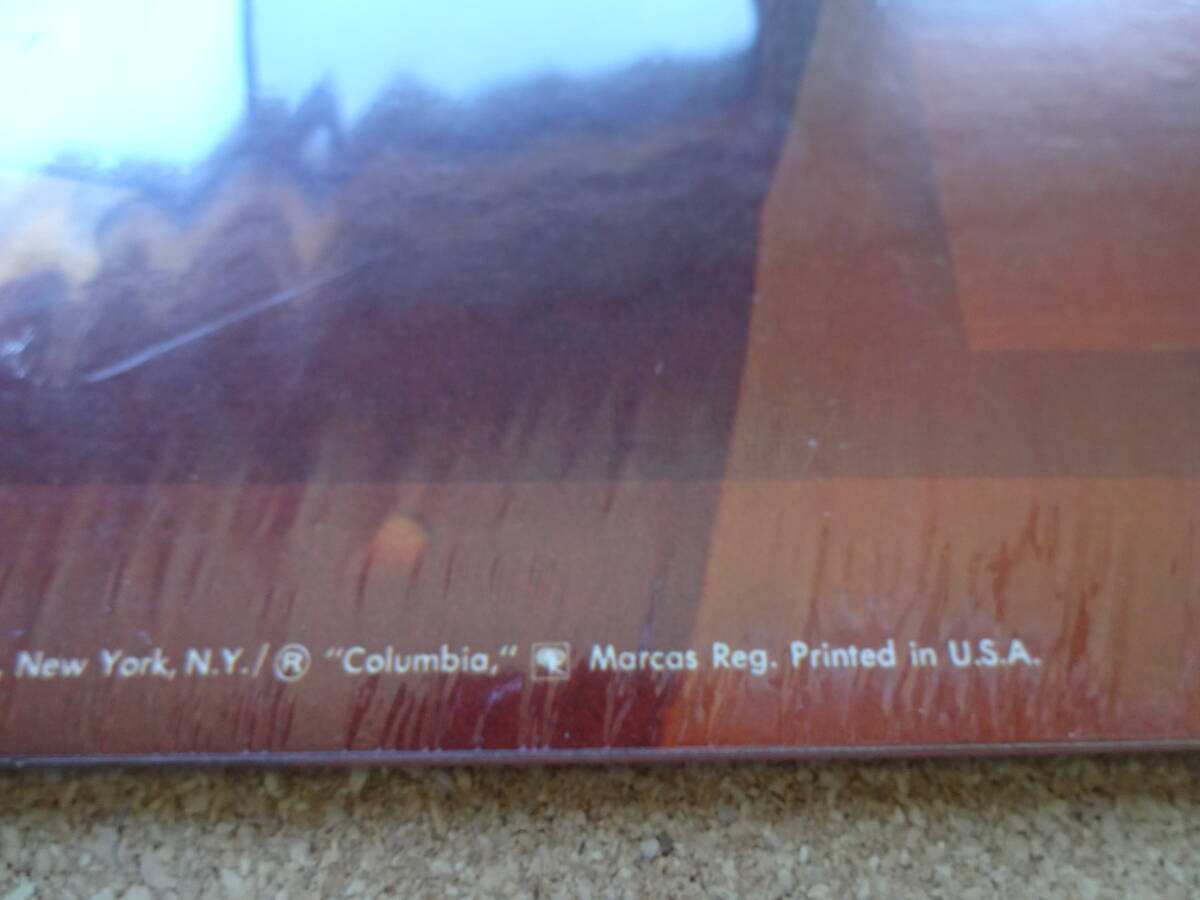 , New York, N.Y./® "Columbia," Marcas Reg. Printed in U.S.A.